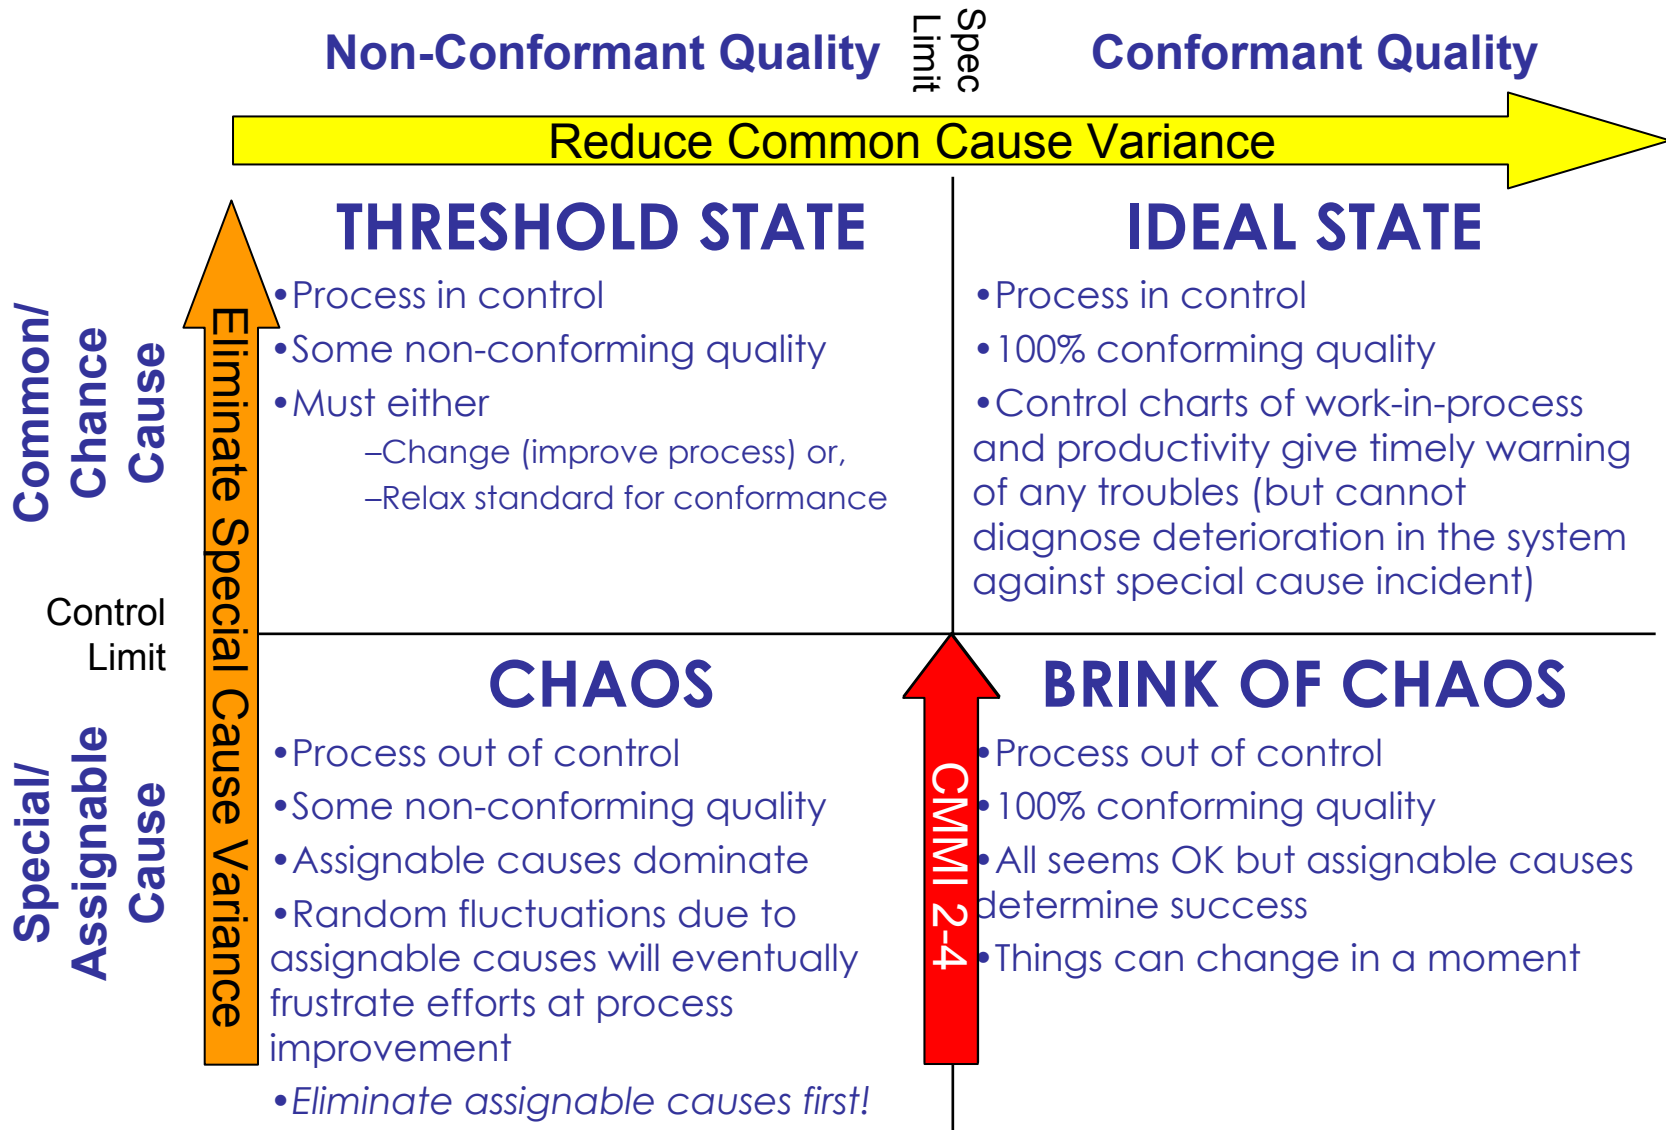 Non-Conformant Quality
Spec
Limit
Conformant Quality
Reduce Common Cause Variance
Common/
Chance
Cause
Control
Limit
Special/
Assignable
Cause
Eliminate Special Cause Variance
THRESHOLD STATE
•Process in control
•Some non-conforming quality
•Must either
–Change (improve process) or,
–Relax standard for conformance
IDEAL STATE
•Process in control
•100% conforming quality
•Control charts of work-in-process
and productivity give timely warning
of any troubles (but cannot
diagnose deterioration in the system
against special cause incident)
CHAOS
•Process out of control
•Some non-conforming quality
•Assignable causes dominate
•Random fluctuations due to
assignable causes will eventually
frustrate efforts at process
improvement
•Eliminate assignable causes first!
CMMI 2-4
BRINK OF CHAOS
•Process out of control
•100% conforming quality
•All seems OK but assignable causes
determine success
•Things can change in a moment